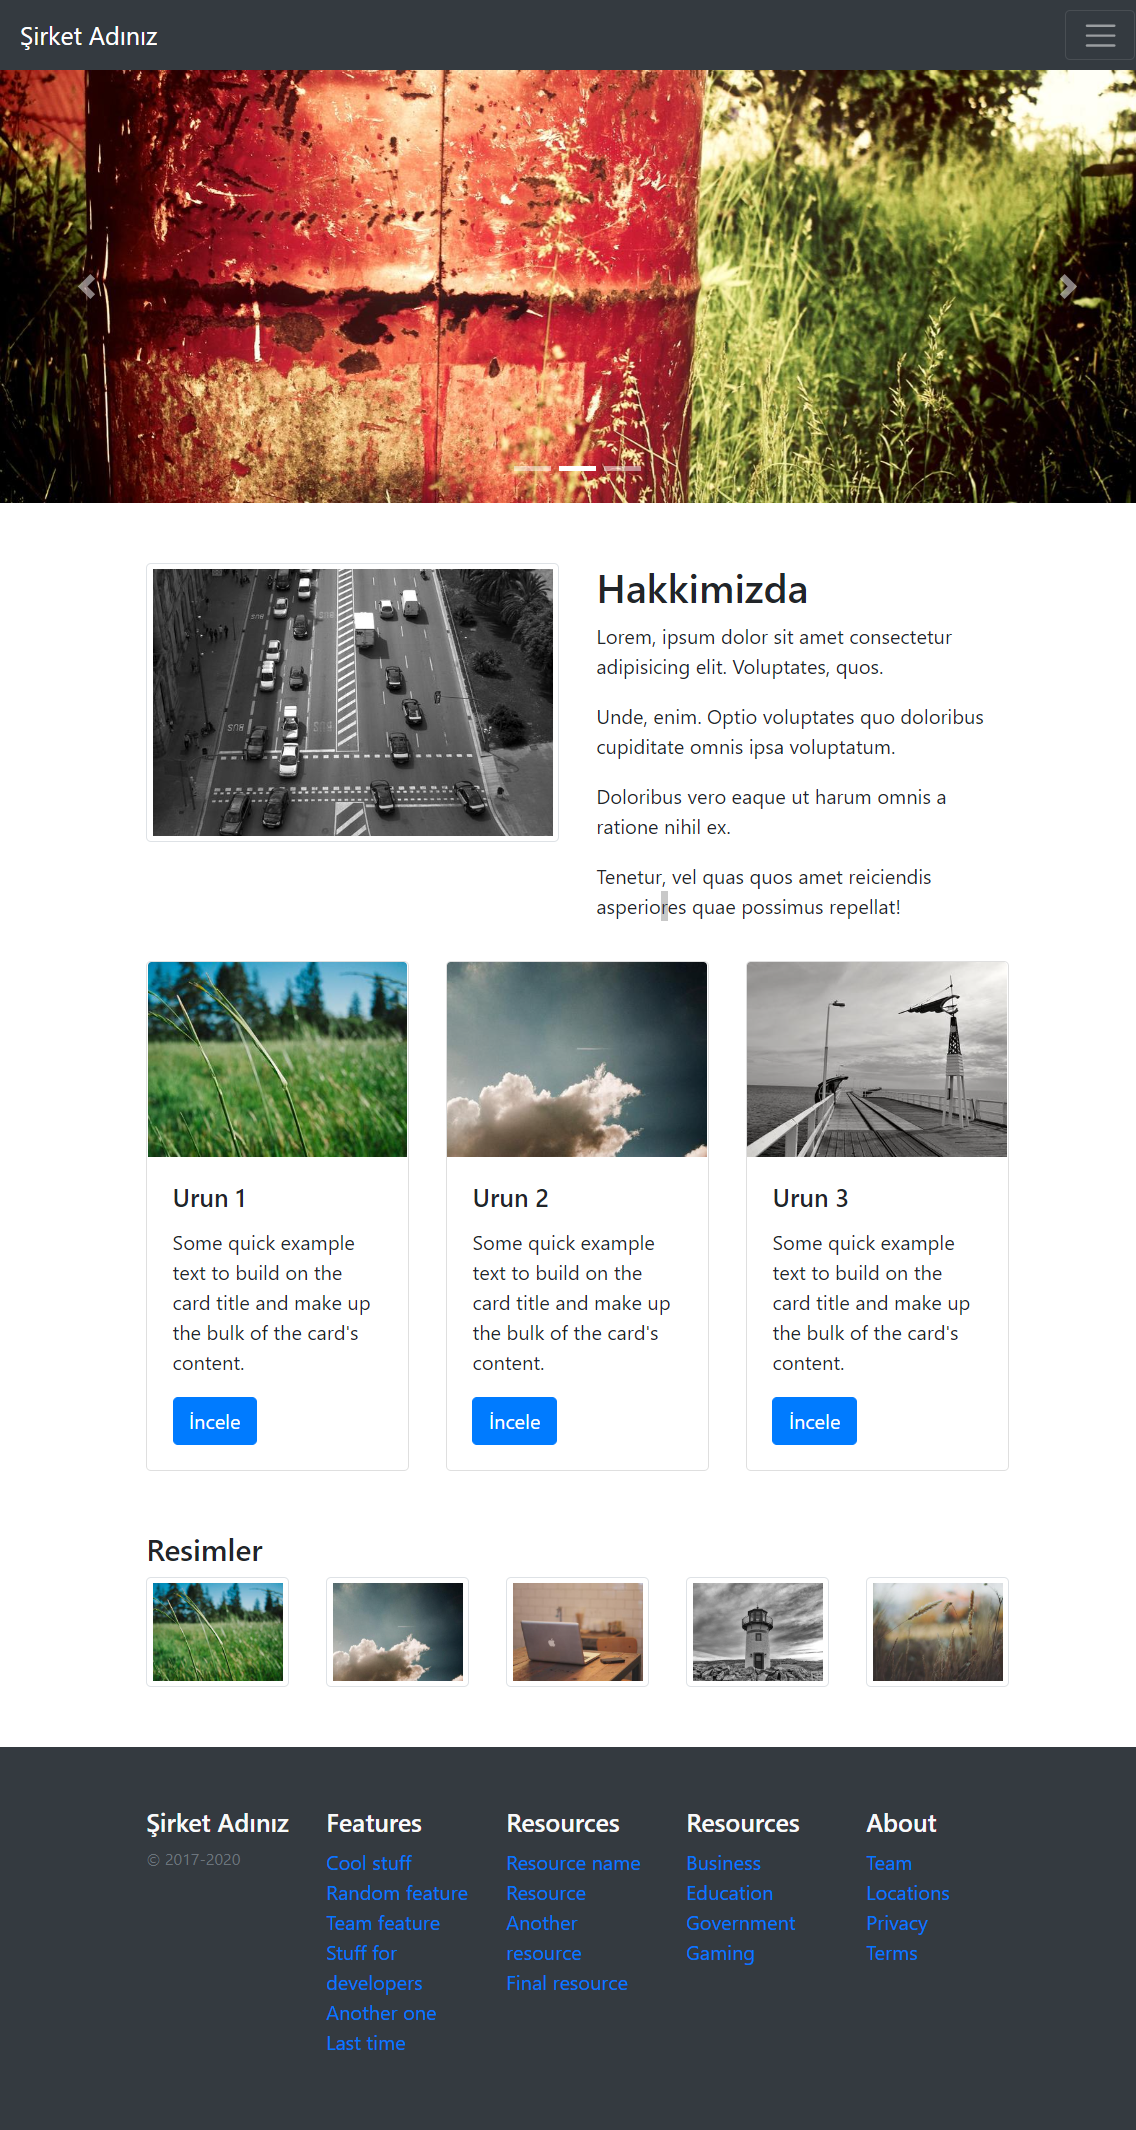 Şirket Adınız
Hakkimizda
Lorem, ipsum dolor sit amet consectetur
adipisicing elit. Voluptates, quos.
Unde, enim. Optio voluptates quo doloribus
cupiditate omnis ipsa voluptatum.
Doloribus vero eaque ut harum omnis a
ratione nihil ex.
Tenetur, vel quas quos amet reiciendis
asperiores quae possimus repellat!
Urun 1
Some quick example
text to build on the
card title and make up
the bulk of the card's
content.
İncele
Urun 2
Some quick example
text to build on the
card title and make up
the bulk of the card's
content.
İncele
Urun 3
Some quick example
text to build on the
card title and make up
the bulk of the card's
content.
İncele
Resimler
Şirket Adınız
© 2017-2020
Features
Cool stuff
Random feature
Team feature
Stuff for
developers
Another one
Last time
Resources
Resource name
Resource
Another
resource
Final resource
Resources
Business
Education
Government
Gaming
About
Team
Locations
Privacy
Terms